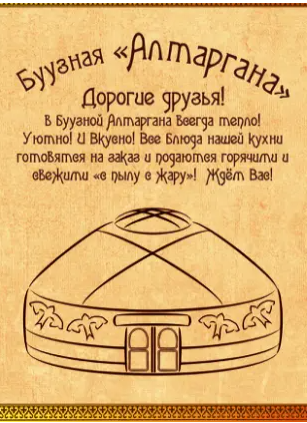 Буузная «Алтаргана»
Дорогие друзья!
В Буузной Алтаргана всегда тепло!
Уютно! И Вкусно! Все блюда нашей кухни
готовятся на заказ и подаются горячими и
свежими «с пылу с жару»! Ждём Вас!